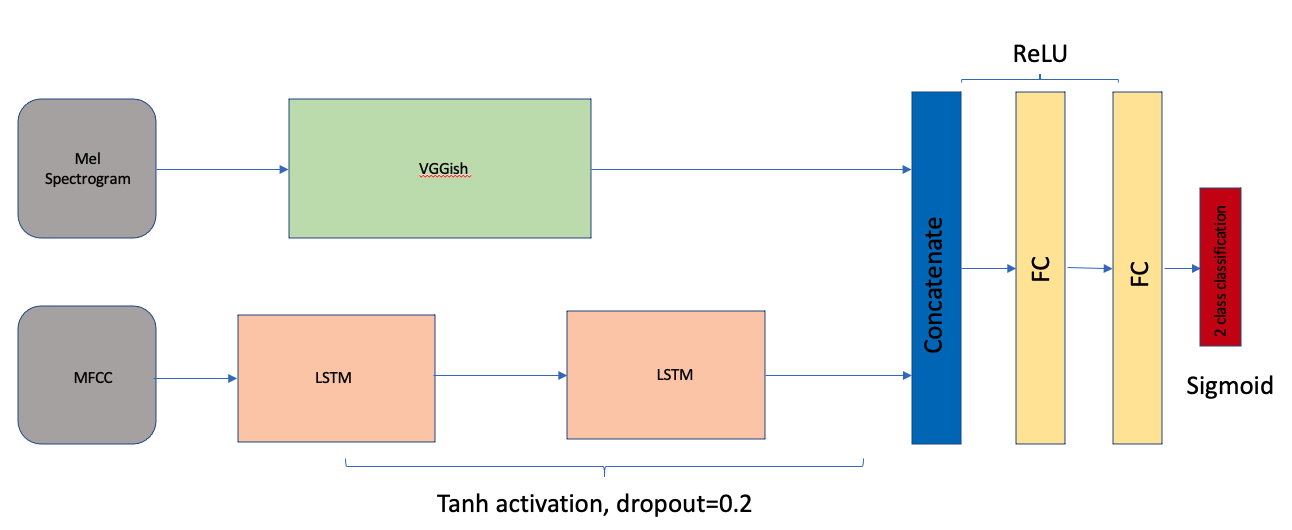 ReLU
Mel
Spectrogram
VGGish
Concatenate
FC
FC
2 class classification
MFCC
LSTM
LSTM
Sigmoid
Tanh activation, dropout=0.2